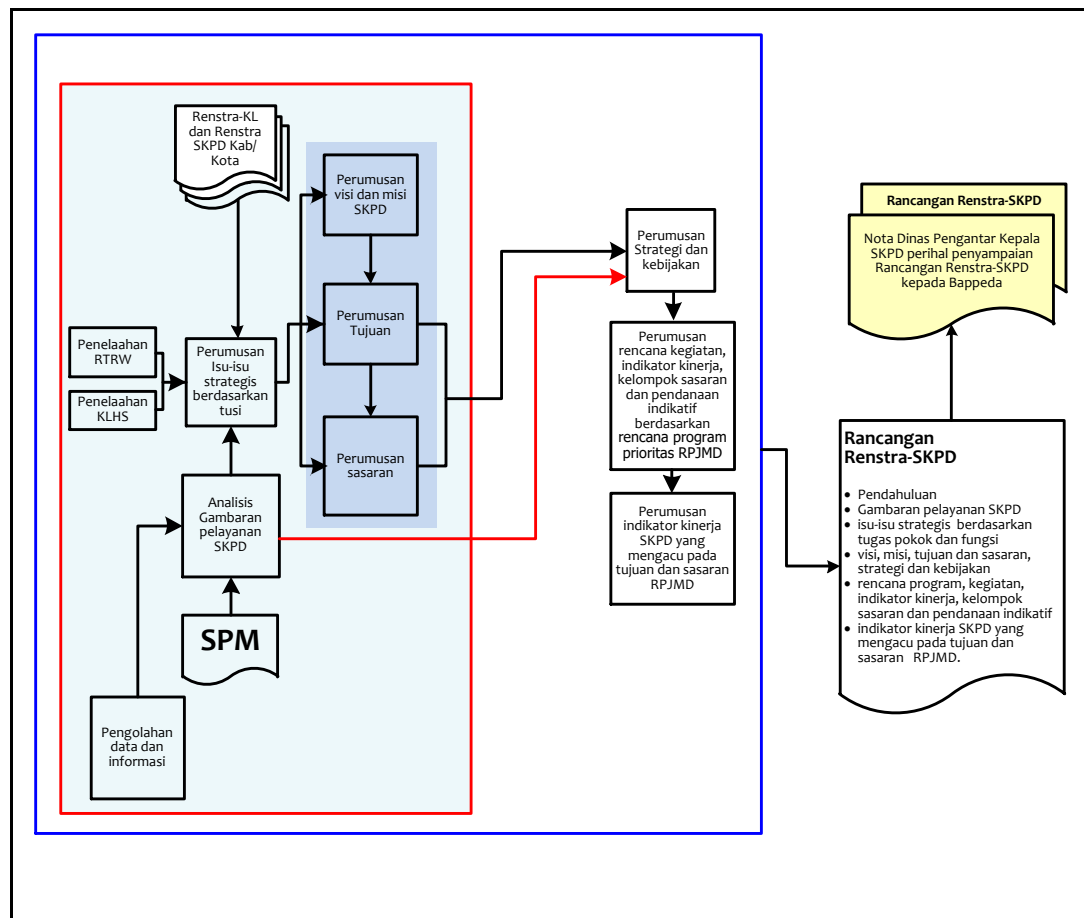 Renstra-KL
dan Renstra
SKPD Kab/
Kota
Perumusan
visi dan misi
SKPD
Perumusan
Tujuan
Perumusan
sasaran
Penelaahan
RTRW
Penelaahan
KLHS
Perumusan
Isu-isu
strategis
berdasarkan
tusi
Analisis
Gambaran
pelayanan
SKPD
SPM
Pengolahan
data dan
informasi
Perumusan
Strategi dan
kebijakan
Perumusan
rencana kegiatan,
indikator kinerja,
kelompok sasaran
dan pendanaan
indikatif
berdasarkan
rencana program
prioritas RPJMD
Perumusan
indikator kinerja
SKPD yang
mengacu pada
tujuan dan sasaran
RPJMD
Rancangan Renstra-SKPD
Nota Dinas Pengantar Kepala
SKPD perihal penyampaian
Rancangan Renstra-SKPD
kepada Bappeda
Rancangan
Renstra-SKPD
• Pendahuluan
• Gambaran pelayanan SKPD
• isu-isu strategis berdasarkan
tugas pokok dan fungsi
• visi, misi, tujuan dan sasaran,
strategi dan kebijakan
• rencana program, kegiatan,
indikator kinerja, kelompok
sasaran dan pendanaan indikatif
• indikator kinerja SKPD yang
mengacu pada tujuan dan
sasaran RPJMD.